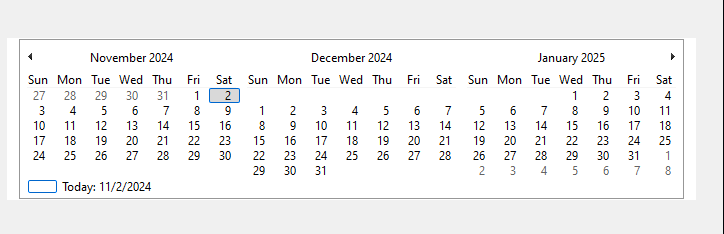 November 2024 December 2024 January 2025
Sun Mon Tue Wed Thu Fri Sat Sun Mon Tue Wed Thu Fri Sat Sun Mon Tue Wed Thu Fri Sat
27 28 29 30 31 1 2 1 2 3 4
3 4 5 6 7 8 9 1 2 3 4 5 6 7 5 6 7 8 9 10 11
10 11 12 13 14 15 16 8 9 10 11 12 13 14 12 13 14 15 16 17 18
17 18 19 20 21 22 23 15 16 17 18 19 20 21 19 20 21 22 23 24 25
24 25 26 27 28 29 30 22 23 24 25 26 27 28 26 27 28 29 30 31 1
29 30 31 2 3 4 5 6 7 8
Today: 11/2/2024